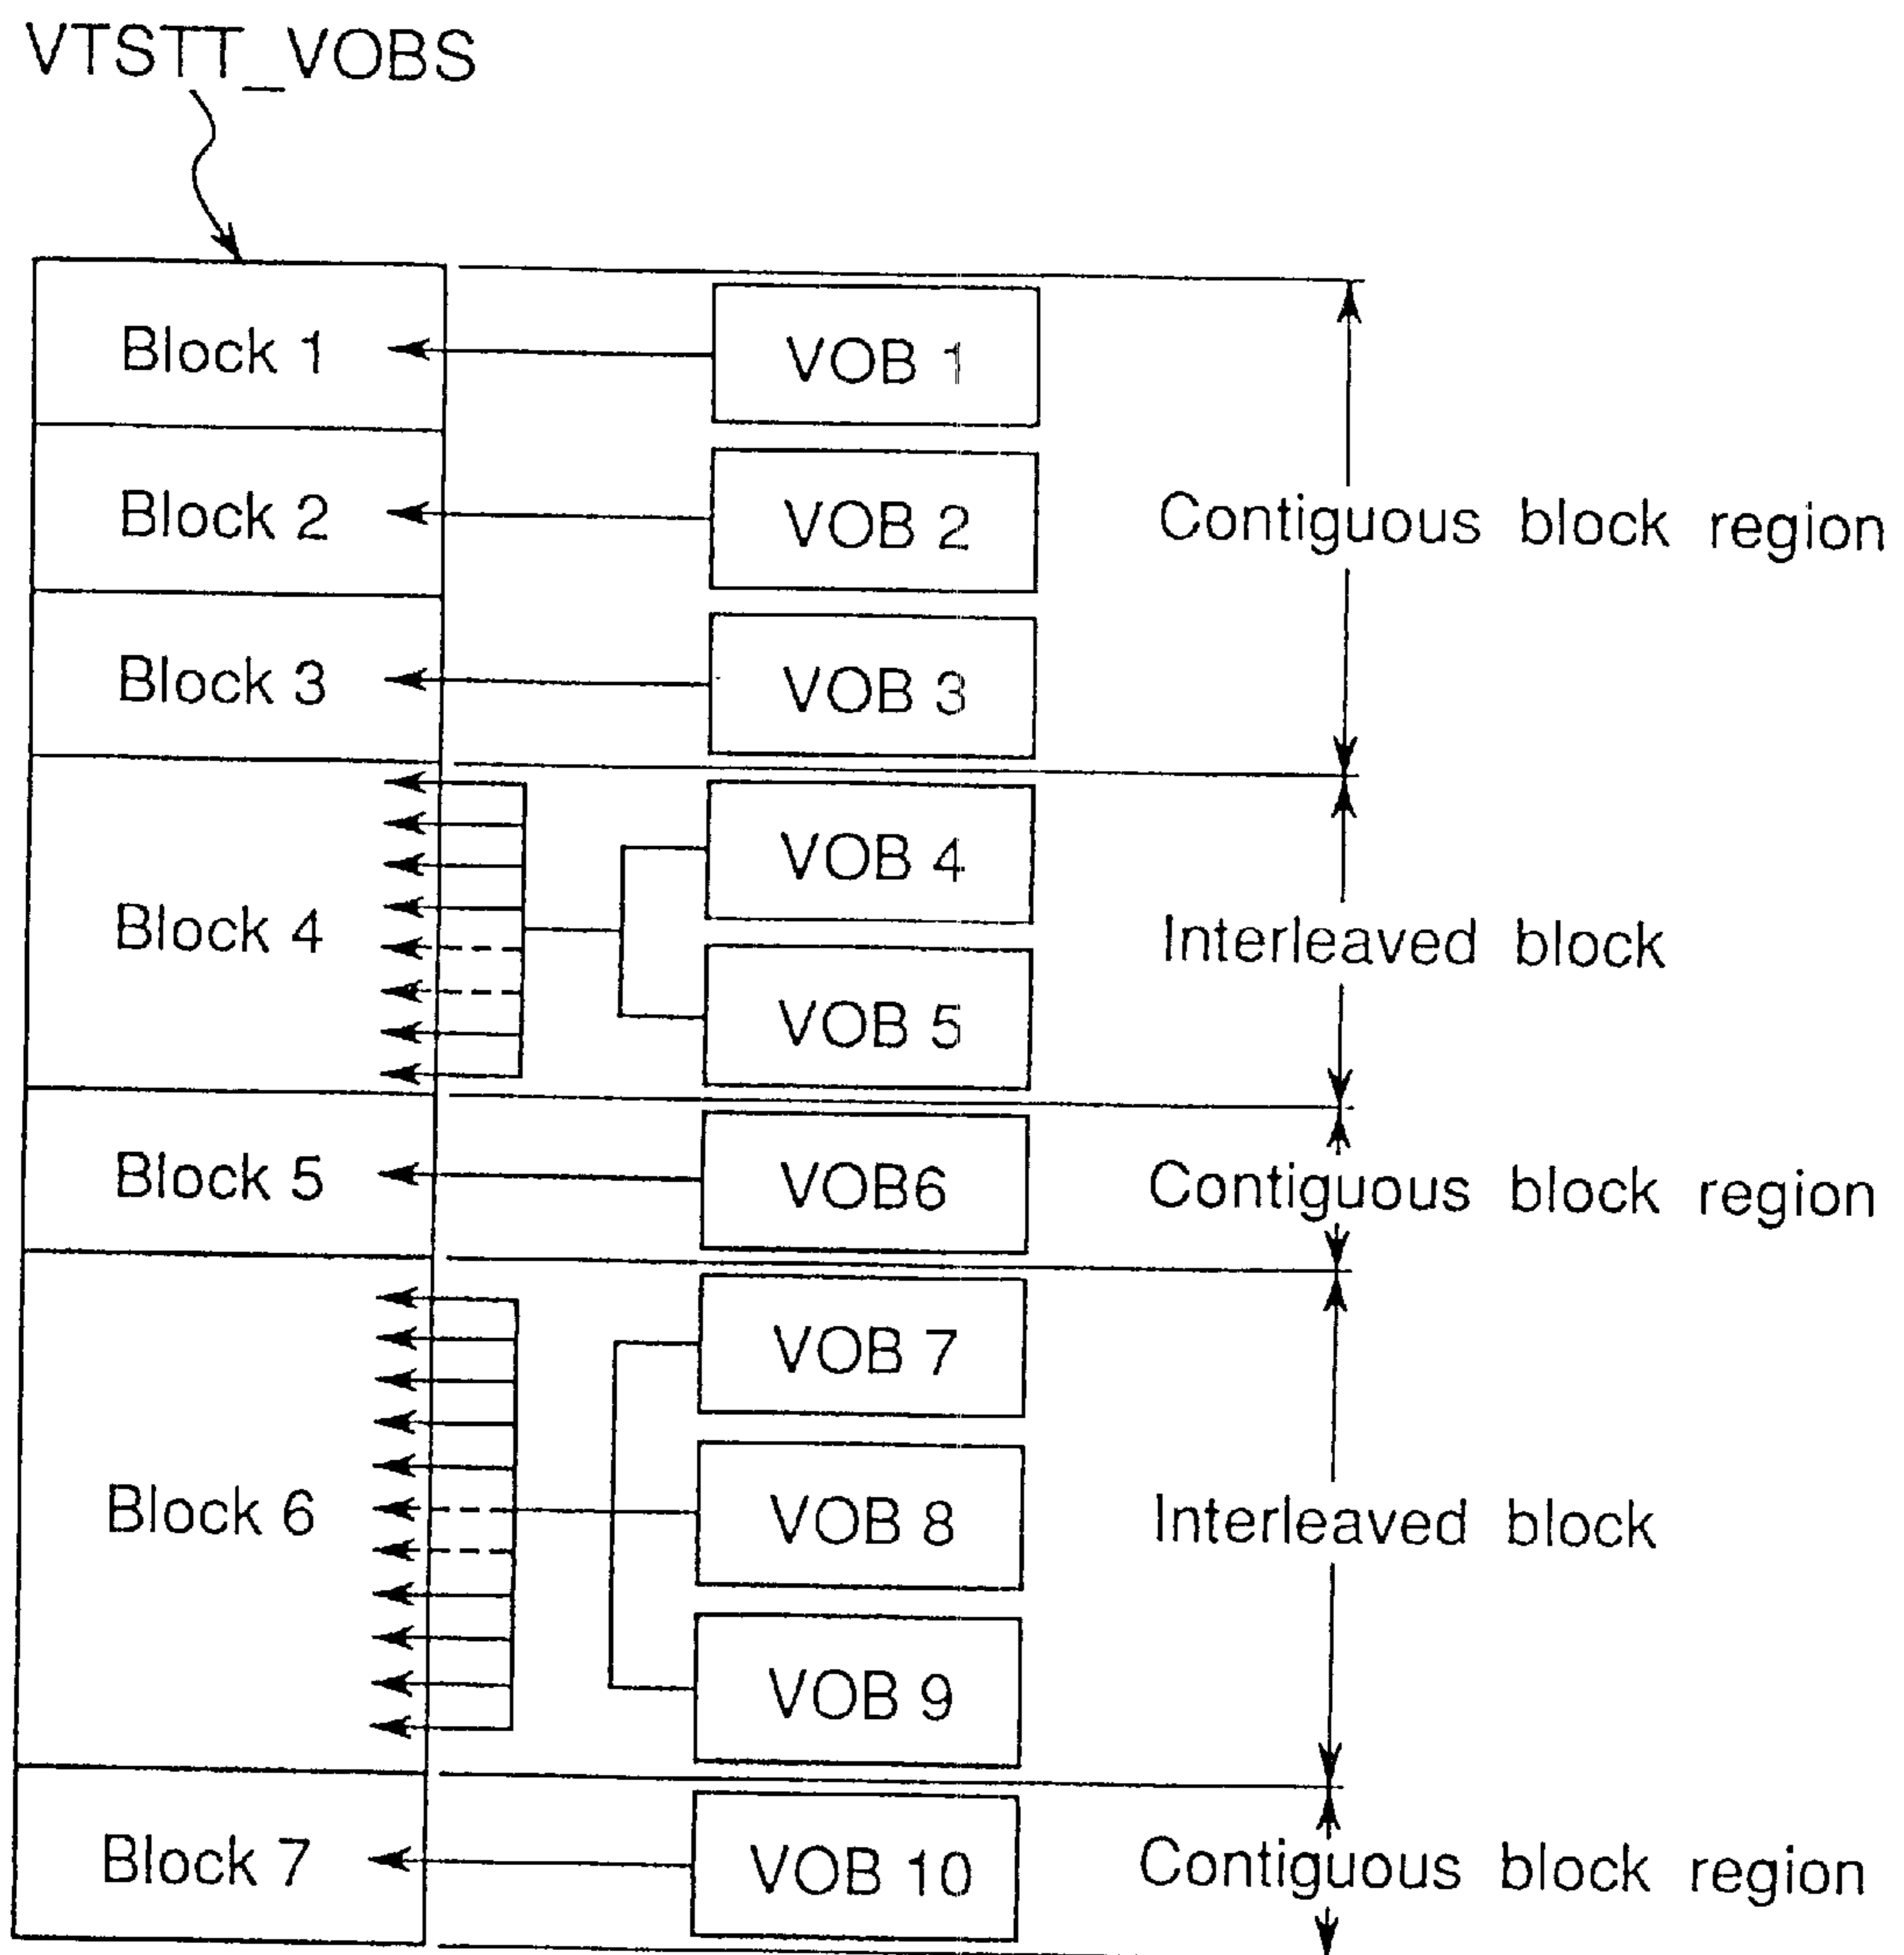 VTSTT_VOBS
Block 1
VOB 1
Block 2
VOB 2
Contiguous block region
Block 3
VOB 3
VOB 4
Block 4
Interleaved block
VOB 5
Block 5
VOB6
Contiguous block region
VOB 7
Block 6
VOB 8
Interleaved block
VOB 9
Block 7
VOB 10
Contiguous block region